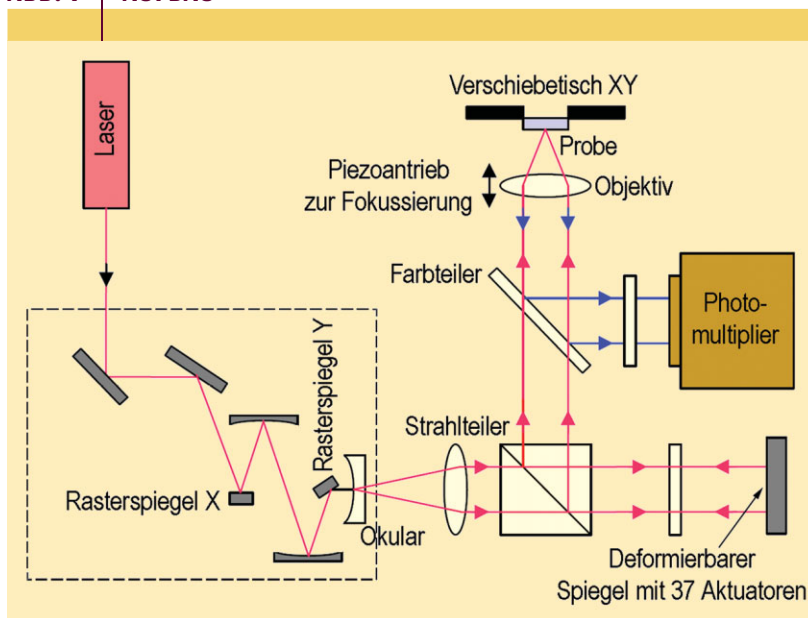 Laser
Verschiebetisch XY
Probe
Piezoantrieb
zur Fokussierung
Objektiv
Farbteiler
Photo-
multiplier
Rasterspiegel Y
Strahlteiler
Rasterspiegel X
Okular
Deformierbarer
Spiegel mit 37 Aktuatoren